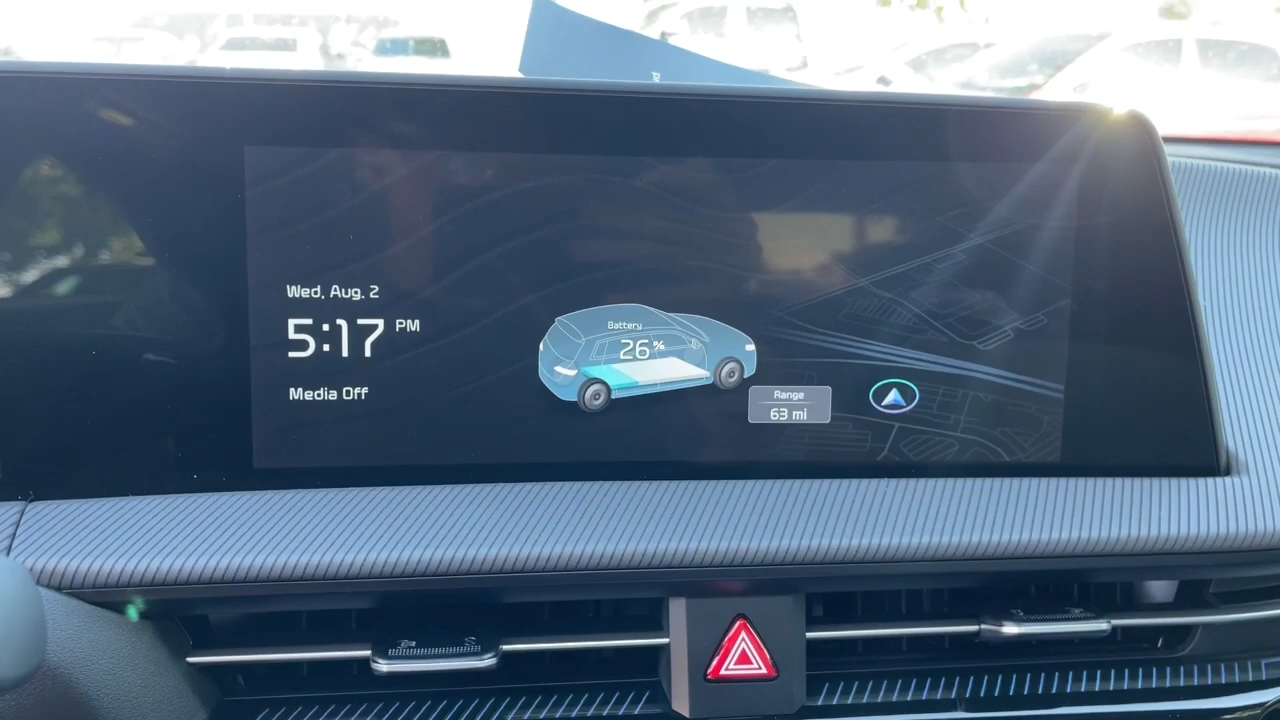 Wed, Aug. 2
5:17 PM
Media Off
Battery
26%
Range
63 mi